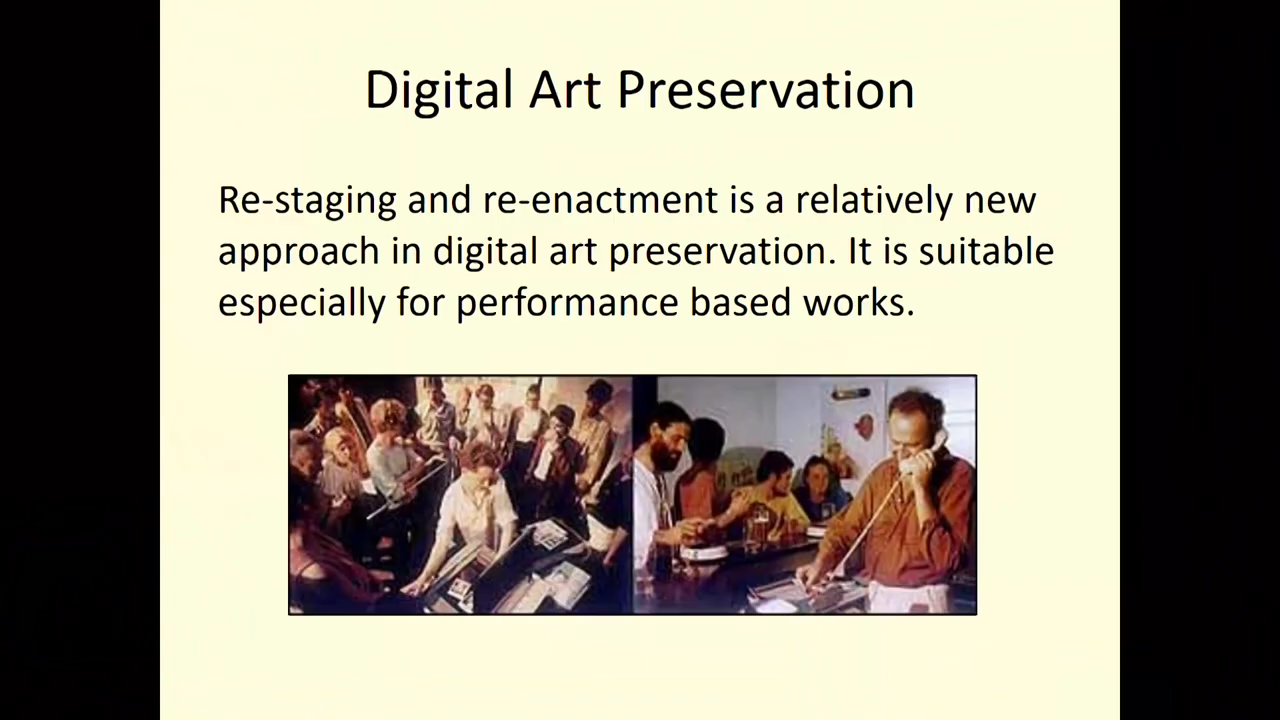 Digital Art Preservation
Re-staging and re-enactment is a relatively new
approach in digital art preservation. It is suitable
especially for performance based works.